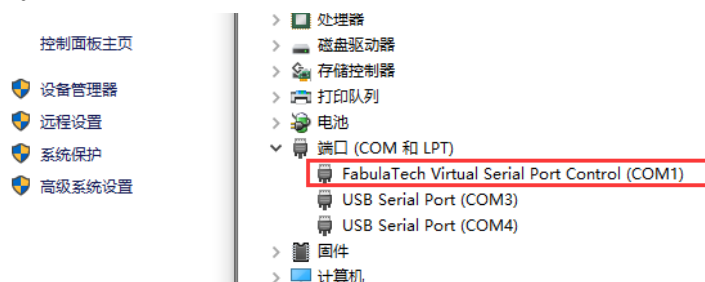 控制面板主页
设备管理器
远程设置
系统保护
高级系统设置
处理器
磁盘驱动器
存储控制器
打印队列
电池
端口 (COM 和 LPT)
FabulaTech Virtual Serial Port Control (COM1)
USB Serial Port (COM3)
USB Serial Port (COM4)
固件
计算机